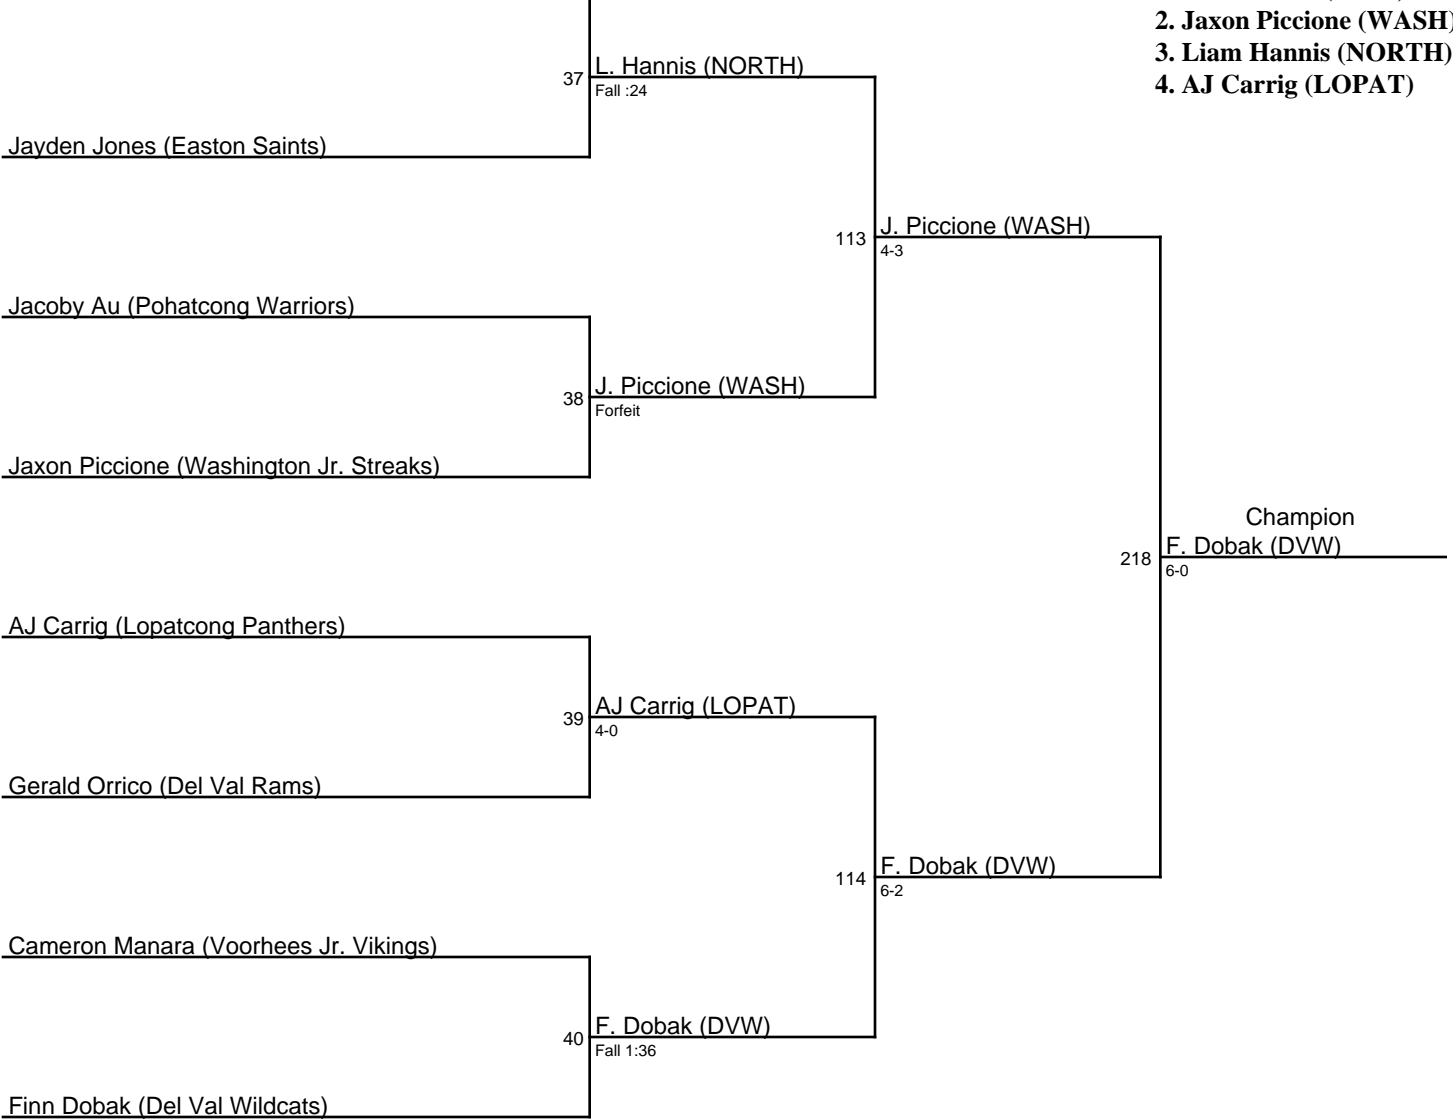 2. Jaxon Piccione (WASH)
3. Liam Hannis (NORTH)
4. AJ Carrig (LOPAT)
L. Hannis (NORTH)
37
Fall :24
Jayden Jones (Easton Saints)
J. Piccione (WASH)
113
4-3
Jacoby Au (Pohatcong Warriors)
J. Piccione (WASH)
38
Forfeit
Jaxon Piccione (Washington Jr. Streaks)
Champion
F. Dobak (DVW)
218
6-0
AJ Carrig (Lopatcong Panthers)
AJ Carrig (LOPAT)
39
4-0
Gerald Orrico (Del Val Rams)
F. Dobak (DVW)
114
6-2
Cameron Manara (Voorhees Jr. Vikings)
F. Dobak (DVW)
40
Fall 1:36
Finn Dobak (Del Val Wildcats)